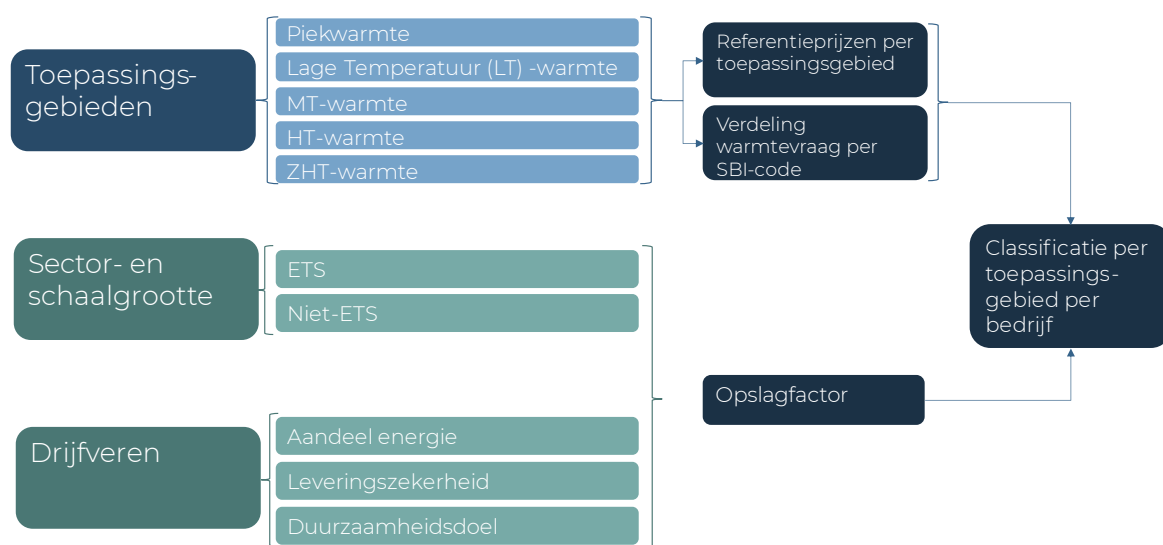 Toepassings-
gebieden
Piekwarmte
Lage Temperatuur (LT) -warmte
MT-warmte
HT-warmte
ZHT-warmte
Referentieprijzen per
toepassingsgebied
Verdeling
warmtevraag per
SBI-code
Sector- en
schaalgrootte
ETS
Niet-ETS
Classificatie per
toepassings-
gebied per
bedrijf
Opslagfactor
Drijfveren
Aandeel energie
Leveringszekerheid
Duurzaamheidsdoel